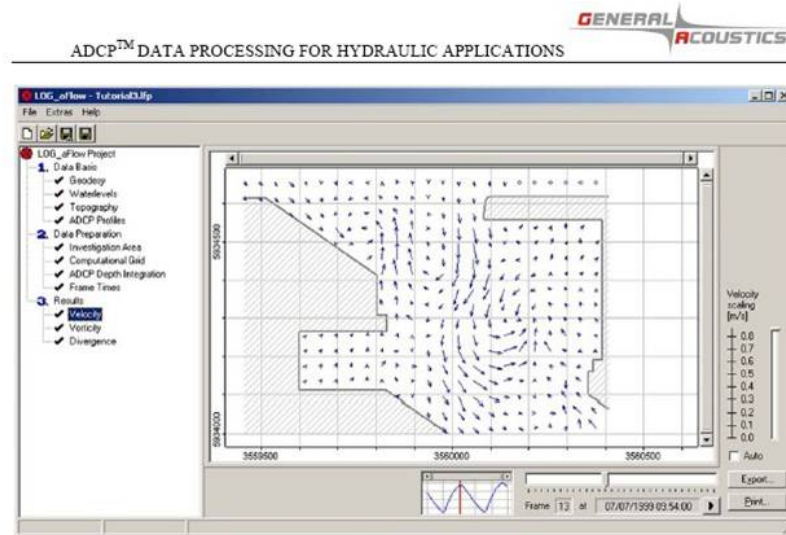 GENERAL
ACOUSTICS
ADCP™ DATA PROCESSING FOR HYDRAULIC APPLICATIONS
LOG_aFlow - Tutorial3.lfp
File Extras Help
LOG_aFlow Project
1. Data Basis
Geodesy
Waterlevels
Topography
ADCP Profiles
2. Data Preparation
Investigation Area
Computational Grid
ADCP Depth Integration
Frame Times
3. Results
Velocity
Vorticity
Divergence
5934500
5934000
3559500 3560000 3560500
Velocity
scaling
[m/s]
0.8
0.7
0.6
0.5
0.4
0.3
0.2
0.1
0.0
Auto
Export...
Print...
Frame 13 at 07/07/1999 09:54:00